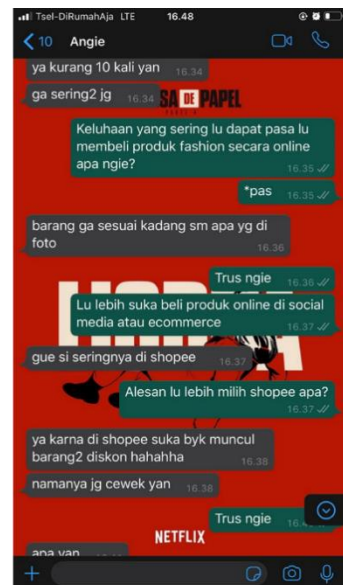 Tsel-DiRumahAja LTE 16.48
10 Angie
ya kurang 10 kali yan 16.34
ga sering2 jg 16.34
SA DE PAPEL
Keluhaan yang sering lu dapat pasa lu
membeli produk fashion secara online
apa ngie?
16.35
*pas 16.35
barang ga sesuai kadang sm apa yg di
foto
16.36
Trus ngie 16.36
Lu lebih suka beli produk online di social
media atau ecommerce
16.37
gue si seringnya di shopee 16.37
Alesan lu lebih milih shopee apa?
16.37
ya karna di shopee suka byk muncul
barang2 diskon hahahha
16.38
namanya jg cewek yan 16.38
Trus ngie
NETFLIX
apa yan